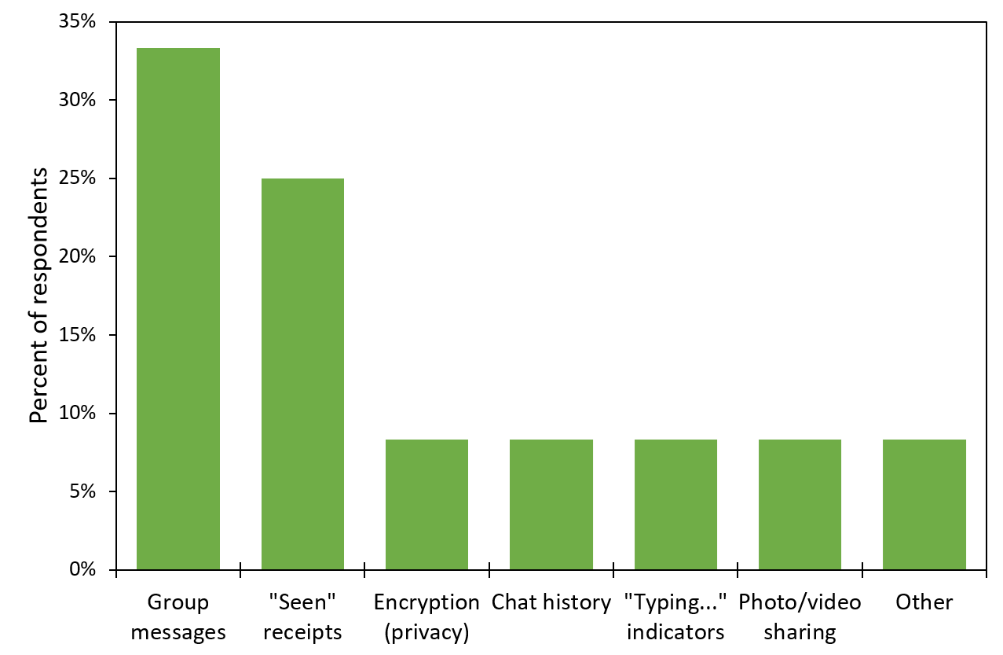 35%
30%
25%
20%
15%
10%
5%
0%
Percent of respondents
Group
messages
"Seen"
receipts
Encryption
(privacy)
Chat history
"Typing..."
indicators
Photo/video
sharing
Other